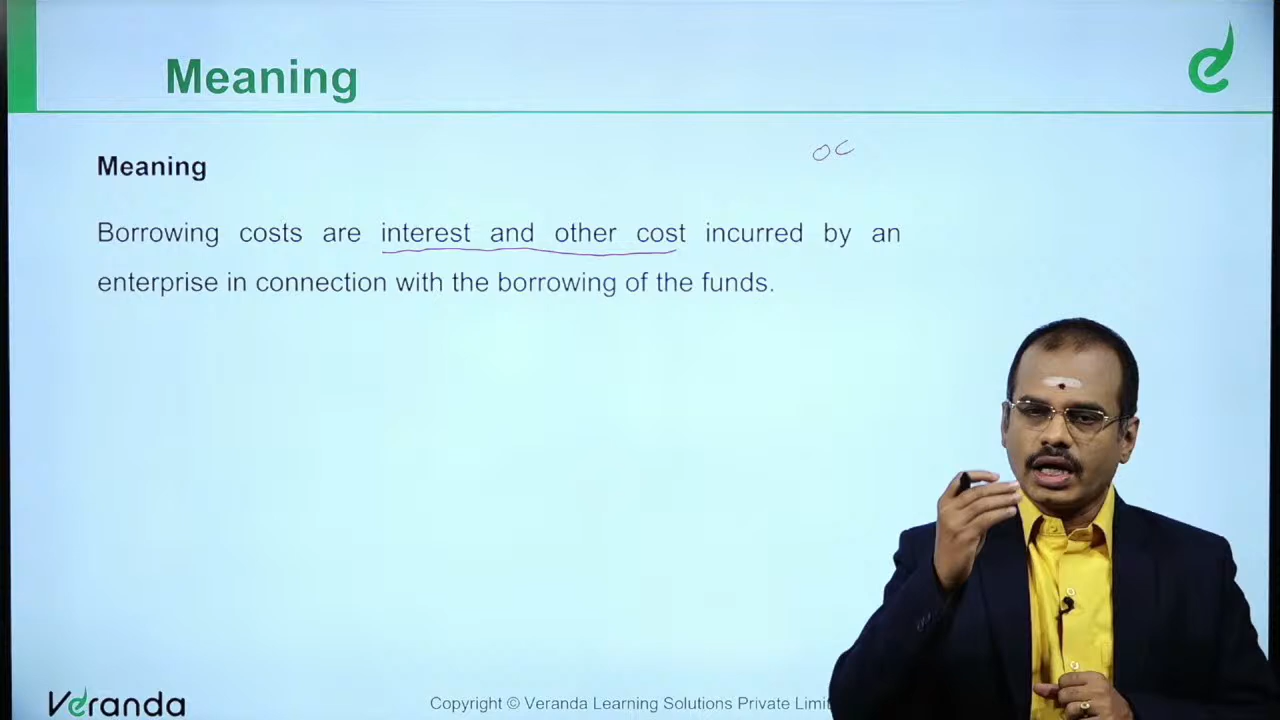 Meaning
oc
Meaning
Borrowing costs are interest and other cost incurred by an
enterprise in connection with the borrowing of the funds.
Veranda
Copyright © Veranda Learning Solutions Private Limit